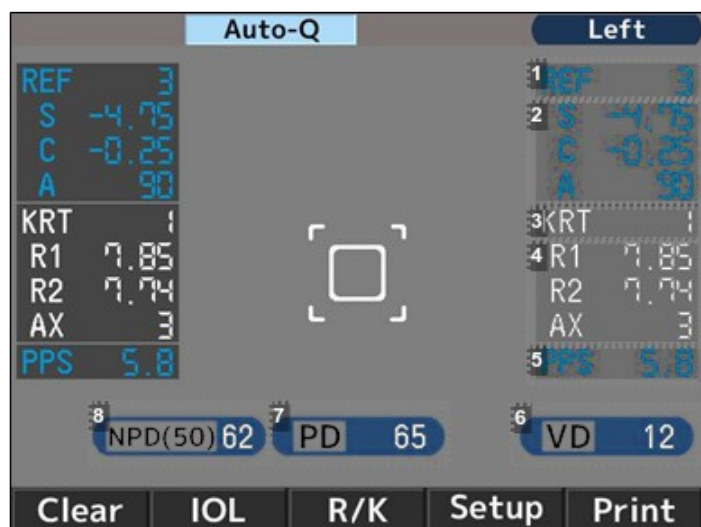 Auto-Q Left
REF 3
S -4.75
C -0.25
A 90
KRT 1
R1 7.85
R2 7.74
AX 3
PPS 5.8
1 REF 3
2 S -4.75
C -0.25
A 90
3 KRT 1
4 R1 7.85
R2 7.74
AX 3
5 PPS 5.8
8 NPD(50) 62 7 PD 65 6 VD 12
Clear IOL R/K Setup Print